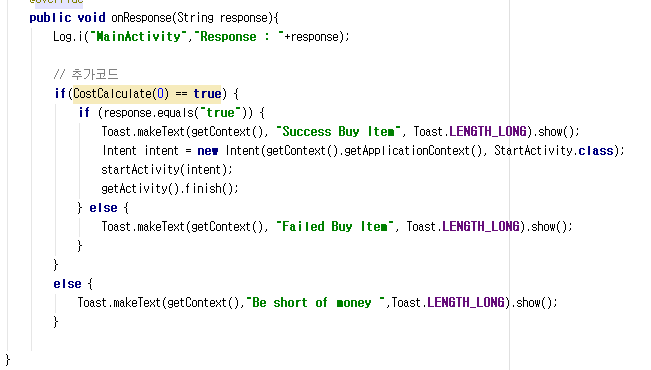 @Override
public void onResponse(String response){
Log.i("MainActivity","Response : "+response);
// 추가코드
if(CostCalculate(0) == true) {
if (response.equals("true")) {
Toast.makeText(getContext(), "Success Buy Item", Toast.LENGTH_LONG).show();
Intent intent = new Intent(getContext().getApplicationContext(), StartActivity.class);
startActivity(intent);
getActivity().finish();
} else {
Toast.makeText(getContext(), "Failed Buy Item", Toast.LENGTH_LONG).show();
}
}
else {
Toast.makeText(getContext(),"Be short of money ",Toast.LENGTH_LONG).show();
}
}